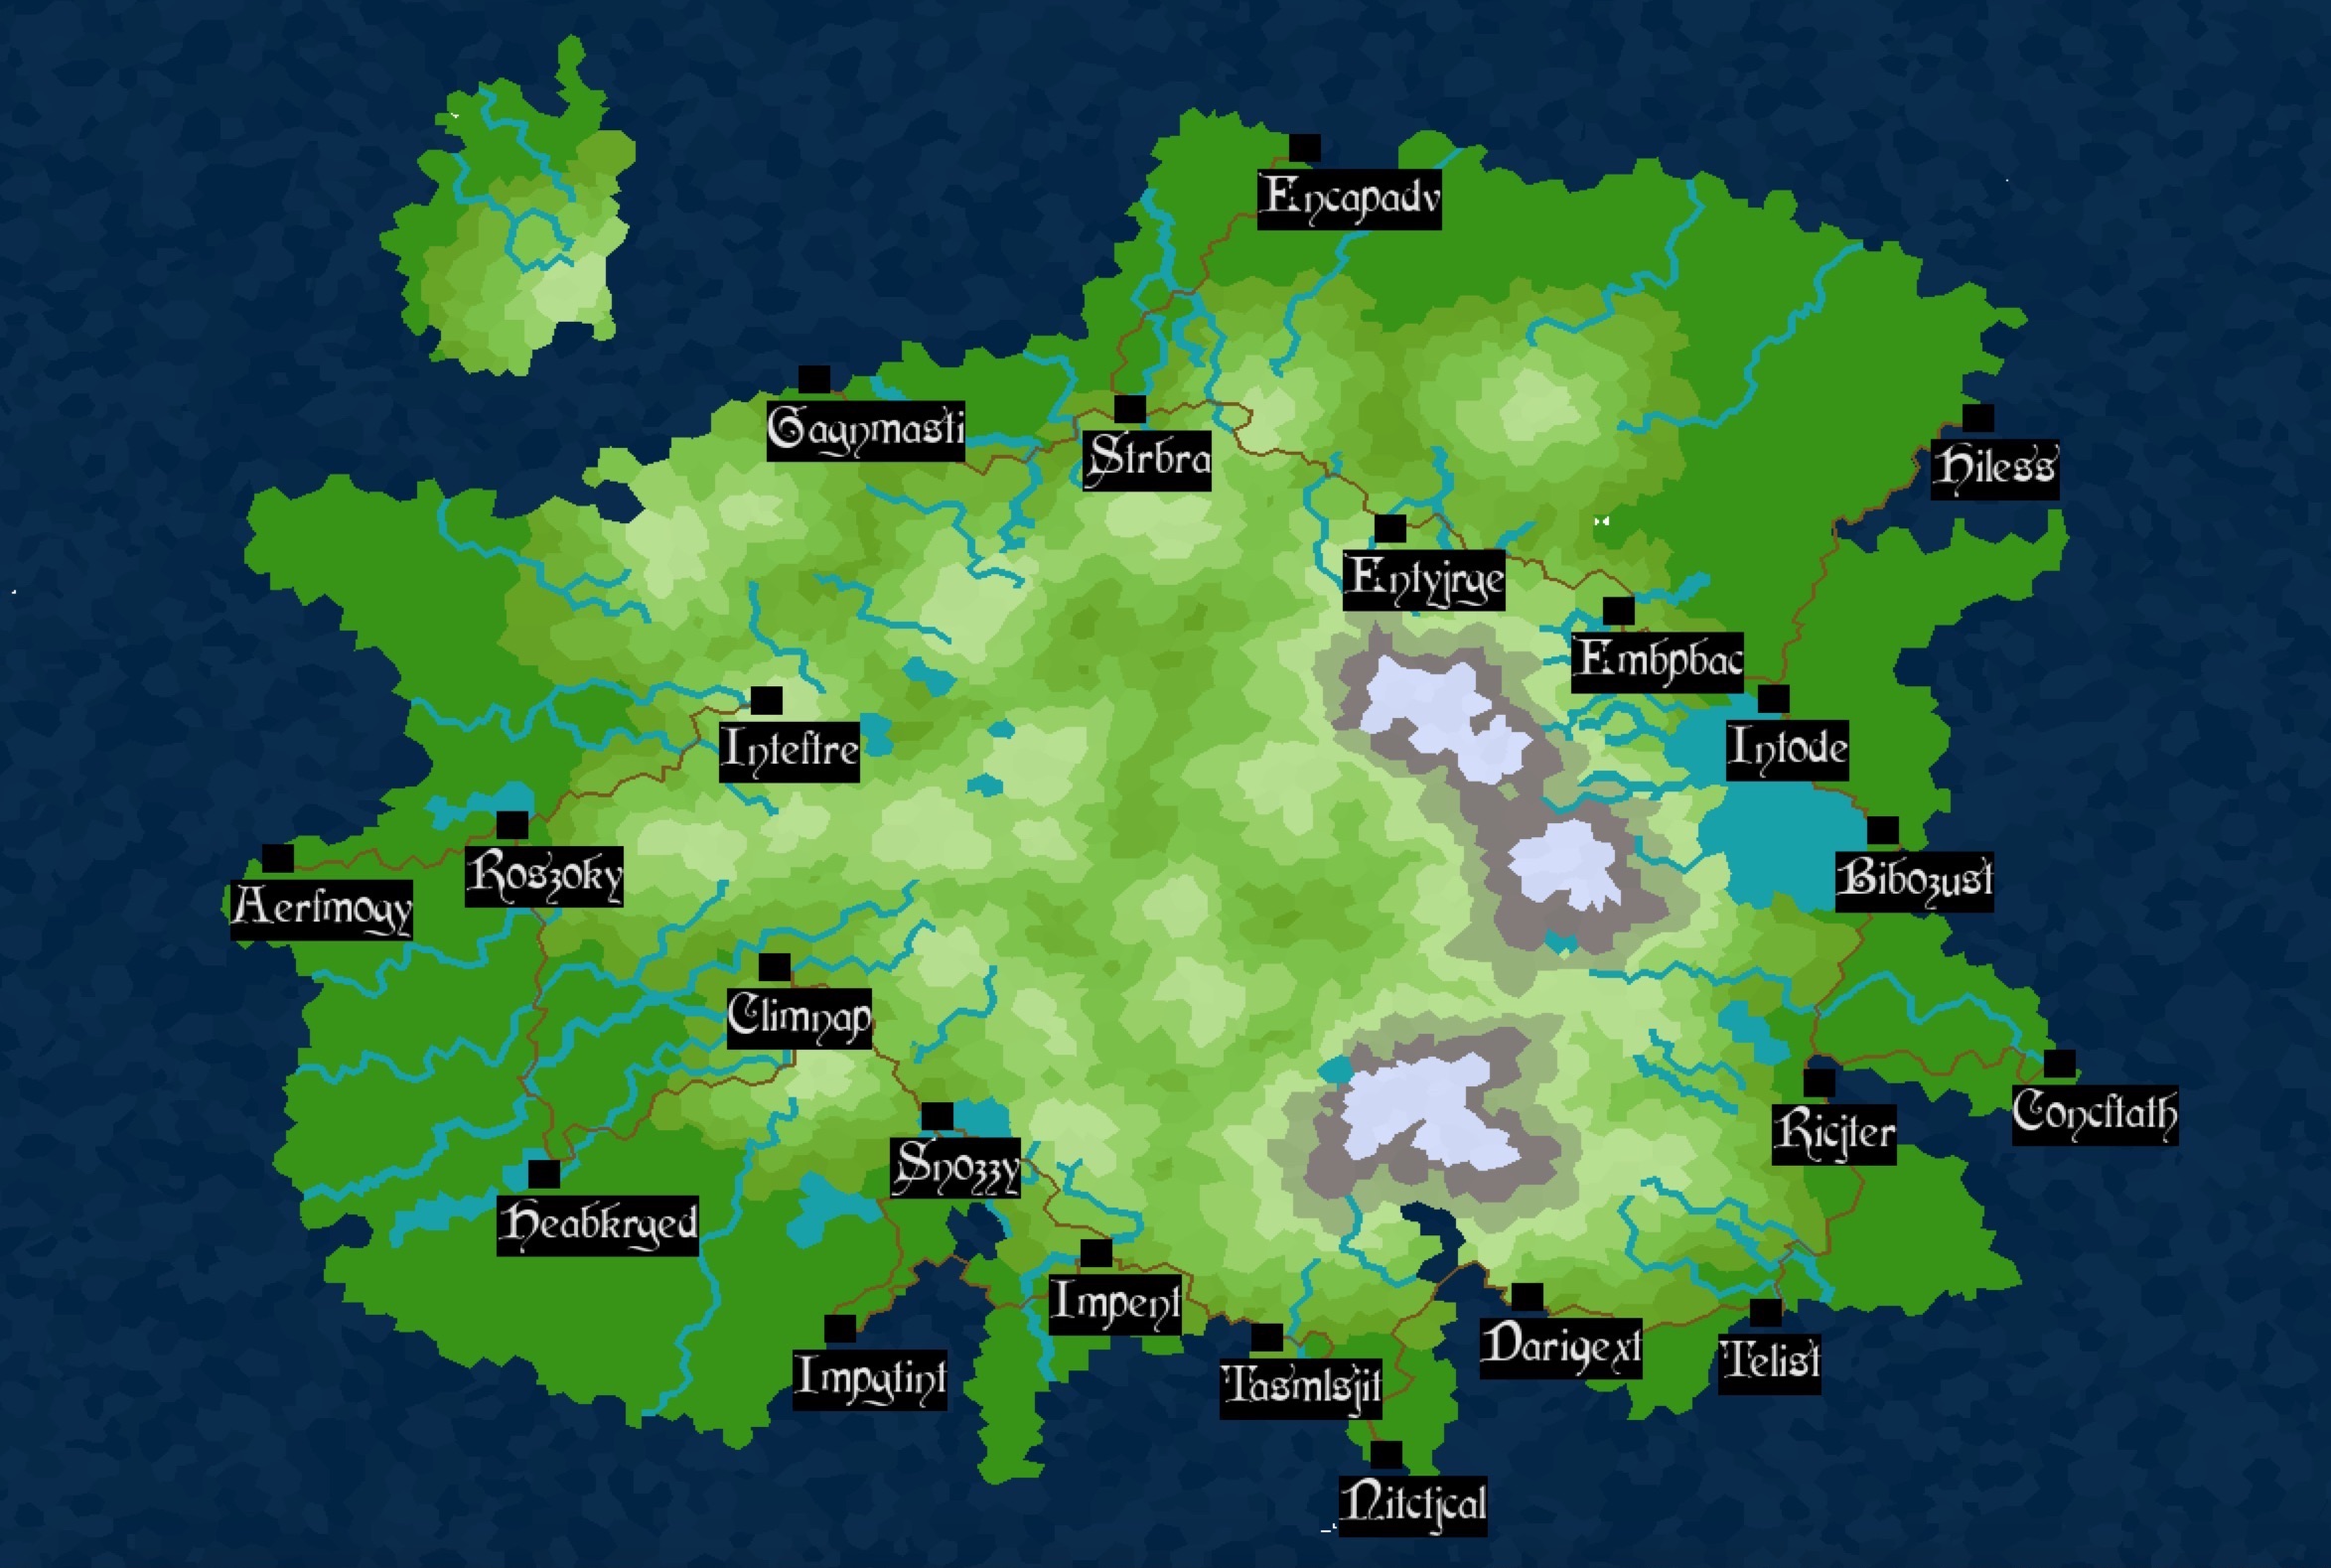 Encapadv
Gagymasti
Strbra
Hiless
Entyjrge
Embpbac
Inteftre
Intode
Roszoky
Bibozust
Aerfmogy
Climnap
Concftath
Ricjter
Snozzy
Heabkrged
Impent
Darigext
Telist
Impgtint
Tasmlsjit
Nitctjcal